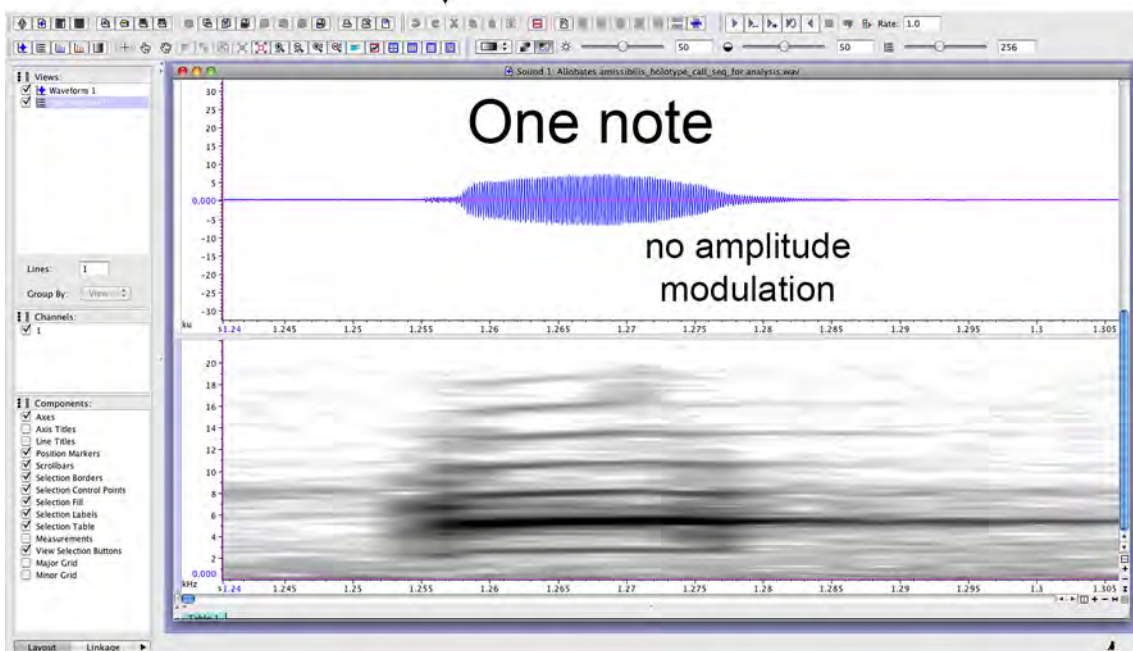 Rate: 1.0
50
50
256
Views:
Waveform 1
Lines: 1
Group By: View
Channels:
1
Components:
Axes
Axis Titles
Line Titles
Position Markers
Scrollbars
Selection Borders
Selection Control Points
Selection Fill
Selection Labels
Selection Table
Measurements
View Selection Buttons
Major Grid
Minor Grid
Layout Linkage
Sound 1: Allobates amissibilis_holotype_call_seq_for analysis.wav
One note
no amplitude
modulation
30
25
20
15
10
5
0.000
-5
-10
-15
-20
-25
-30
ku
s1.24 1.245 1.25 1.255 1.26 1.265 1.27 1.275 1.28 1.285 1.29 1.295 1.3 1.305
20
18
16
14
12
10
8
6
4
2
0.000
kHz
s1.24 1.245 1.25 1.255 1.26 1.265 1.27 1.275 1.28 1.285 1.29 1.295 1.3 1.305
Table 1